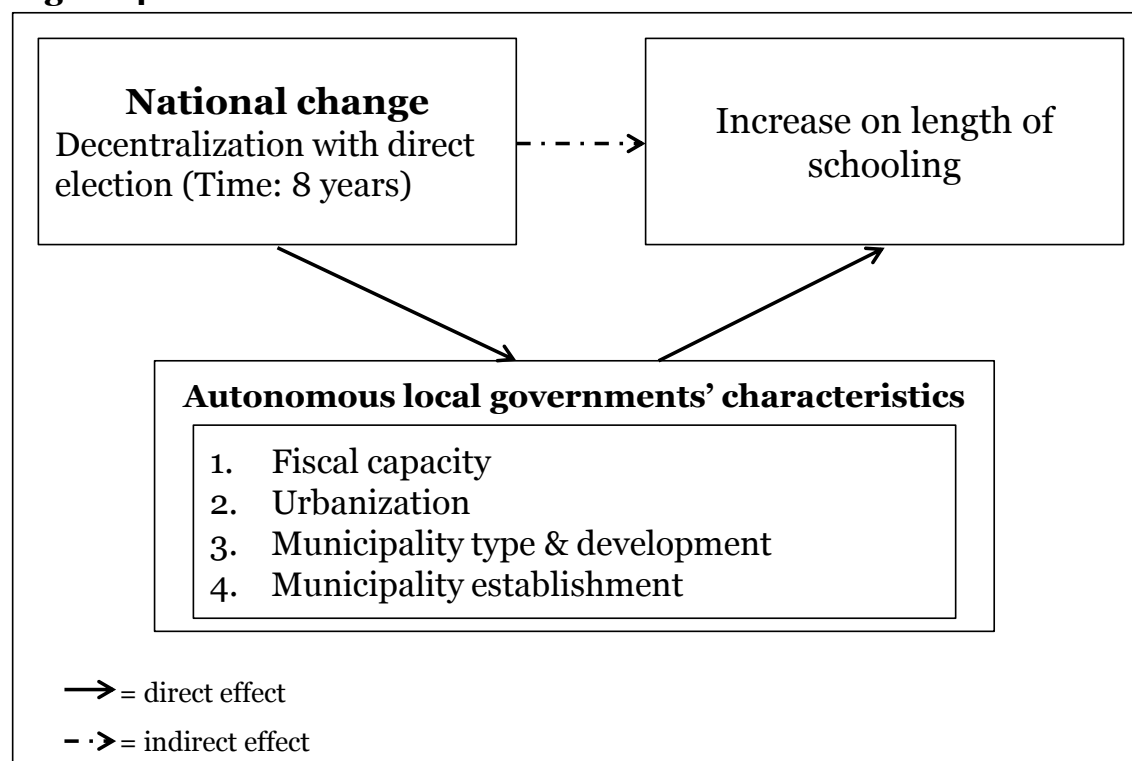 National change
Decentralization with direct
election (Time: 8 years)
Increase on length of
schooling
Autonomous local governments’ characteristics
1. Fiscal capacity
2. Urbanization
3. Municipality type & development
4. Municipality establishment
= direct effect
= indirect effect